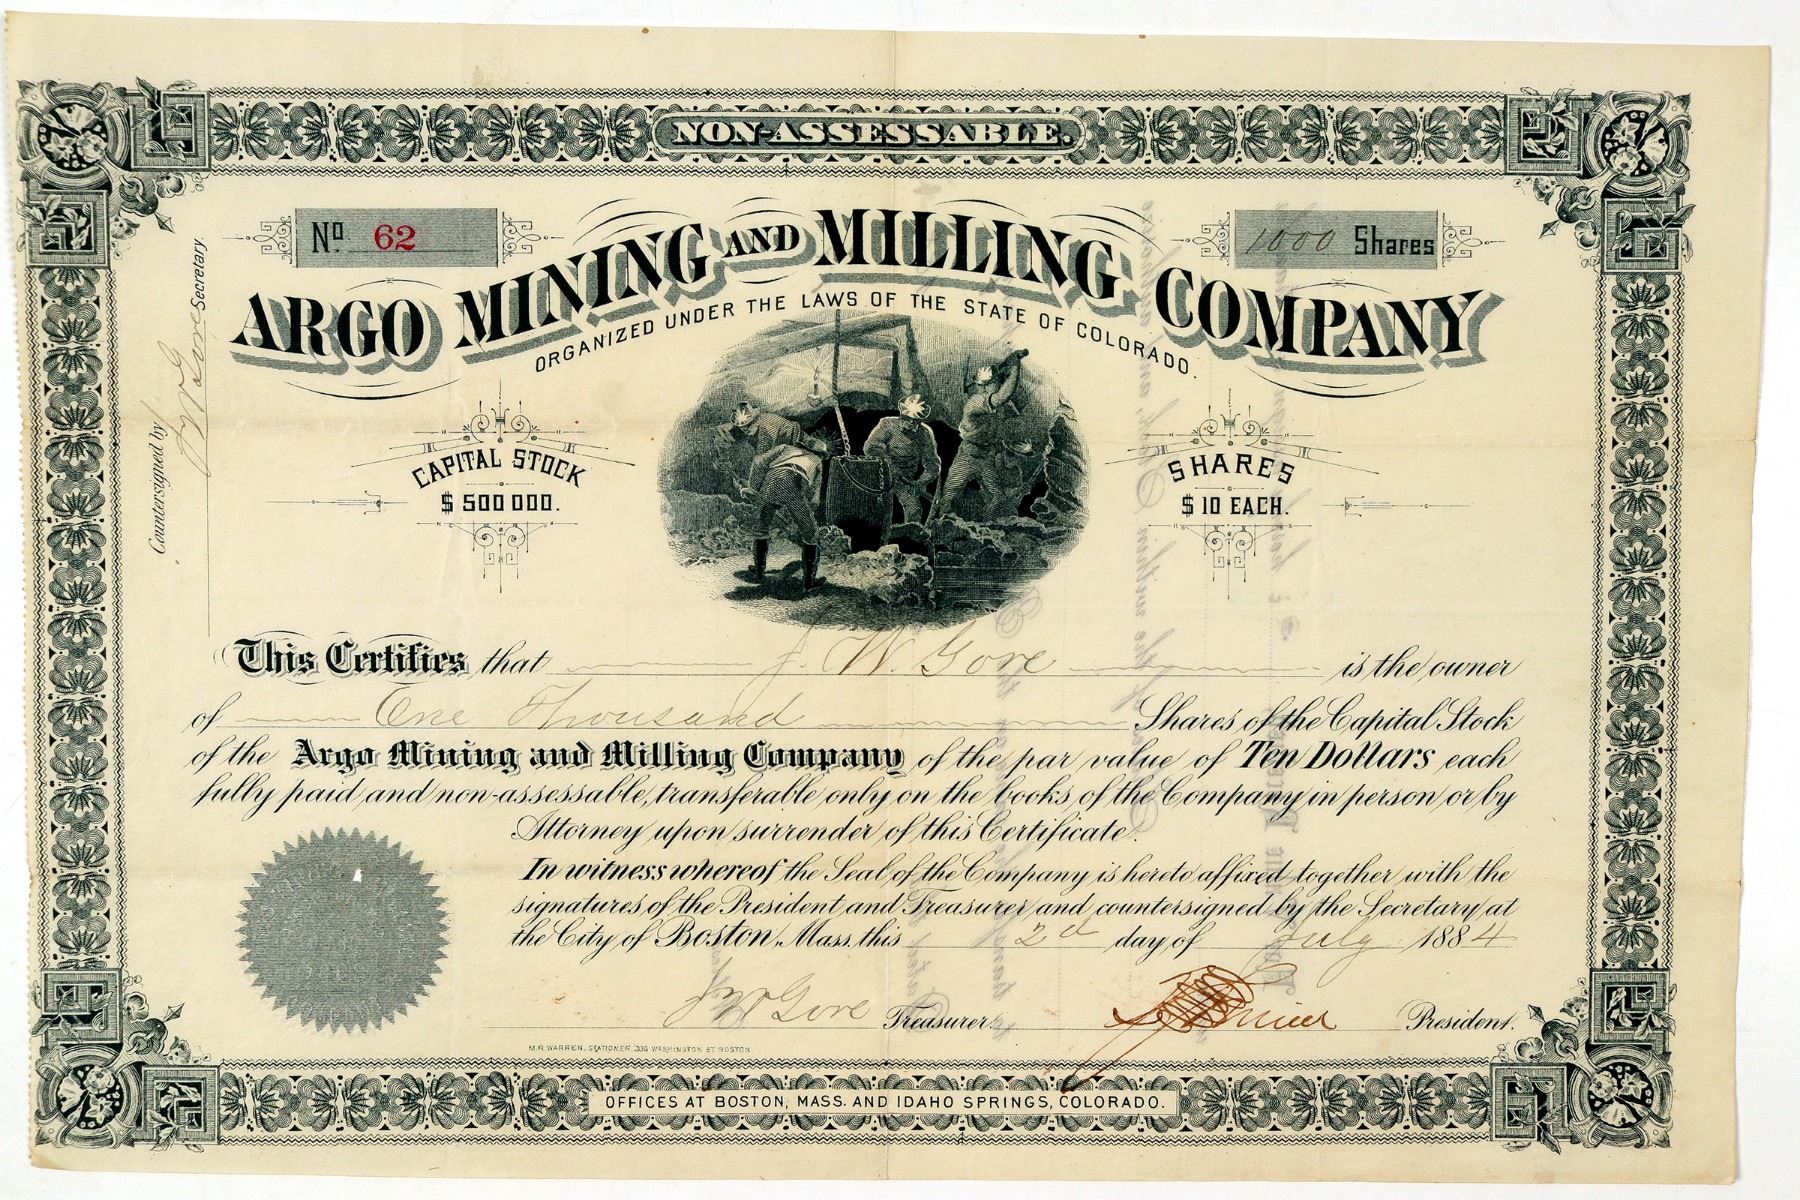 NON-ASSESSABLE.
No 62
1000 Shares
ARGO MINING AND MILLING COMPANY
ORGANIZED UNDER THE LAWS OF THE STATE OF COLORADO.
CAPITAL STOCK
$ 500 000.
SHARES
$ 10 EACH.
Countersigned by J W Gove Secretary.
This Certifies that J. W. Gove is the owner
of One Thousand Shares of the Capital Stock
of the Argo Mining and Milling Company of the par value of Ten Dollars each
fully paid and non-assessable, transferable only on the books of the Company in person or by
Attorney upon surrender of this Certificate.
In witness whereof the Seal of the Company is hereto affixed together with the
signatures of the President and Treasurer and countersigned by the Secretary at
the City of Boston, Mass, this 2d day of July 1884
J W Gove Treasurer.
President.
M.R. WARREN, STATIONER, 336 WASHINGTON ST BOSTON
OFFICES AT BOSTON, MASS. AND IDAHO SPRINGS, COLORADO.